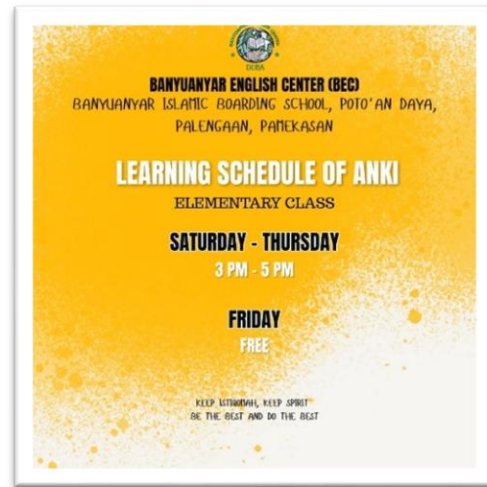 DUBA
BANYUANYAR ENGLISH CENTER (BEC)
BANYUANYAR ISLAMIC BOARDING SCHOOL, POTO'AN DAYA,
PALENGAAN, PAMEKASAN
LEARNING SCHEDULE OF ANKI
ELEMENTARY CLASS
SATURDAY - THURSDAY
3 PM - 5 PM
FRIDAY
FREE
KEEP ISTIQOMAH, KEEP SPIRIT
BE THE BEST AND DO THE BEST